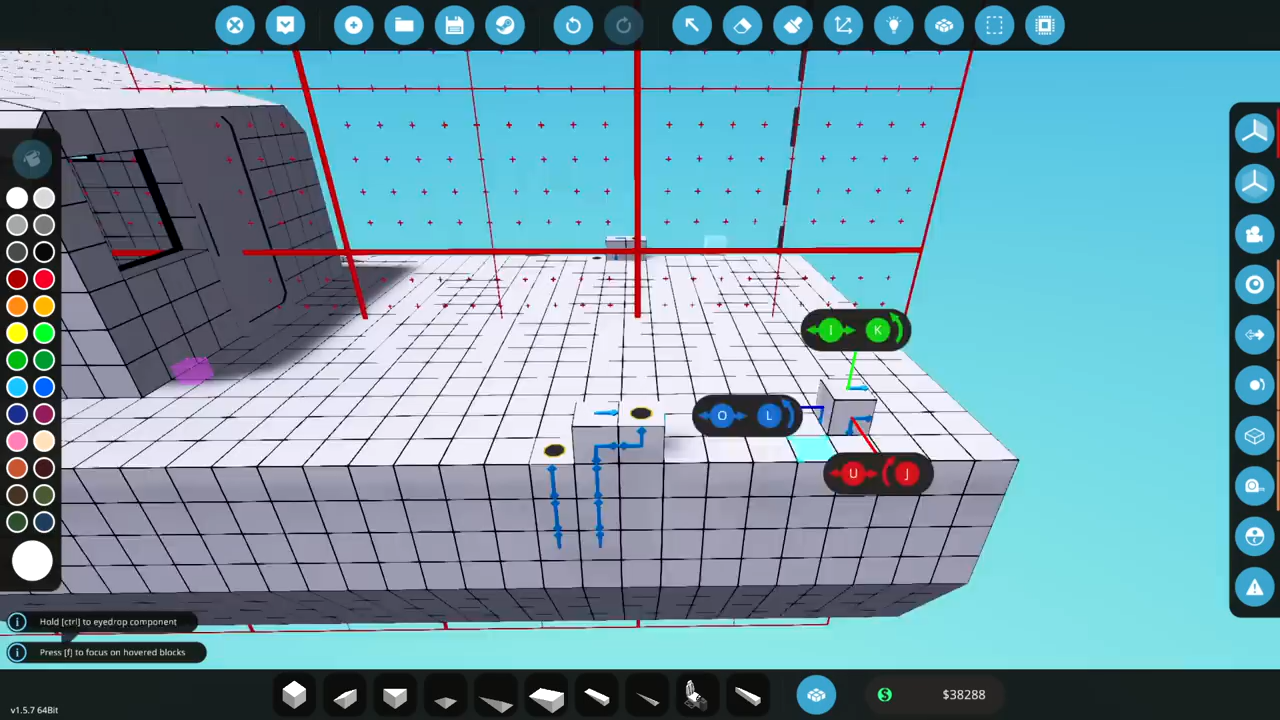 I K
O L
U J
Hold [ctrl] to eyedrop component
Press [f] to focus on hovered blocks
v1.5.7 64Bit
$ $38288